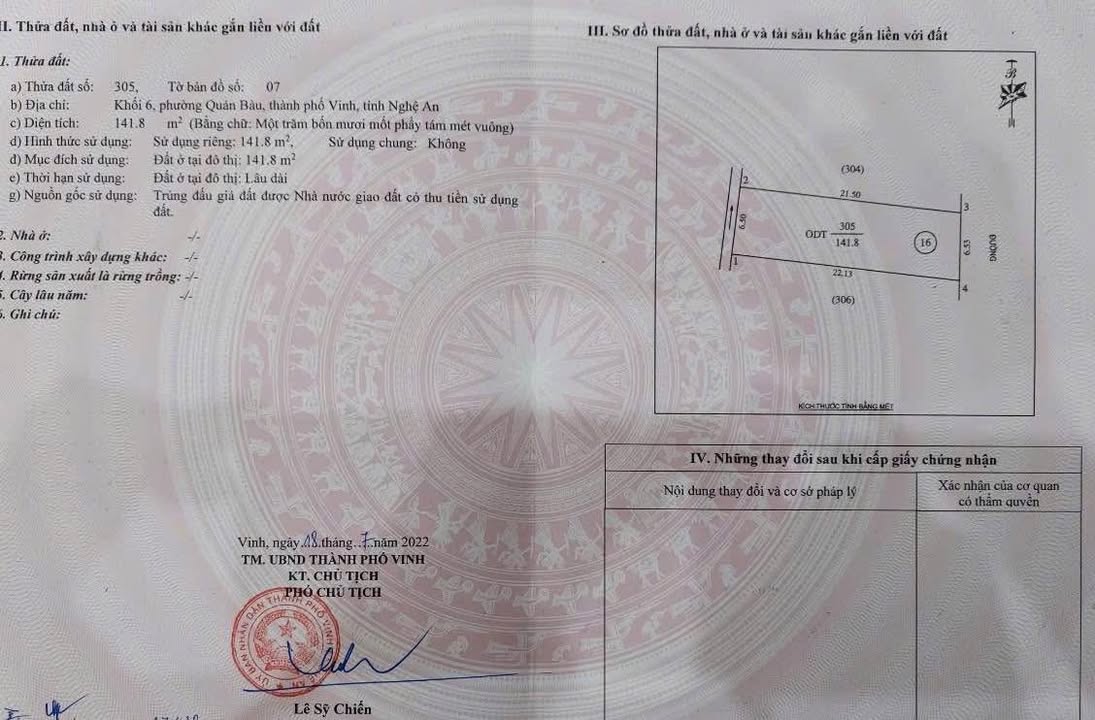 II. Thửa đất, nhà ở và tài sản khác gắn liền với đất
1. Thửa đất:
a) Thửa đất số: 305, Tờ bản đồ số: 07
b) Địa chỉ: Khối 6, phường Quán Bàu, thành phố Vinh, tỉnh Nghệ An
c) Diện tích: 141.8 m² (Bằng chữ: Một trăm bốn mươi mốt phẩy tám mét vuông)
d) Hình thức sử dụng: Sử dụng riêng: 141.8 m², Sử dụng chung: Không
đ) Mục đích sử dụng: Đất ở tại đô thị: 141.8 m²
e) Thời hạn sử dụng: Đất ở tại đô thị: Lâu dài
g) Nguồn gốc sử dụng: Trúng đấu giá đất được Nhà nước giao đất có thu tiền sử dụng
đất.
2. Nhà ở: -/-
3. Công trình xây dựng khác: -/-
4. Rừng sản xuất là rừng trồng: -/-
5. Cây lâu năm: -/-
6. Ghi chú:
Vinh, ngày 18 tháng 7 năm 2022
TM. UBND THÀNH PHỐ VINH
KT. CHỦ TỊCH
PHÓ CHỦ TỊCH
ỦY BAN NHÂN DÂN THÀNH PHỐ VINH
Lê Sỹ Chiến
III. Sơ đồ thửa đất, nhà ở và tài sản khác gắn liền với đất
B
(304)
2
21.50
3
6.50
ODT 305
141.8
16
6.53
ĐƯỜNG
1
22.13
4
(306)
KÍCH THƯỚC TÍNH BẰNG MÉT
IV. Những thay đổi sau khi cấp giấy chứng nhận
Nội dung thay đổi và cơ sở pháp lý
Xác nhận của cơ quan
có thẩm quyền